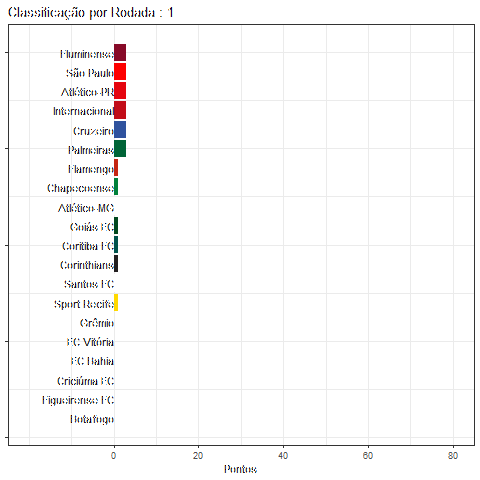 Classificação por Rodada : 1
Fluminense
São Paulo
Atlético-PR
Internacional
Cruzeiro
Palmeiras
Flamengo
Chapecoense
Atlético-MG
Goiás EC
Coritiba FC
Corinthians
Santos FC
Sport Recife
Grêmio
EC Vitória
EC Bahia
Criciúma EC
Figueirense FC
Botafogo
0 20 40 60 80
Pontos